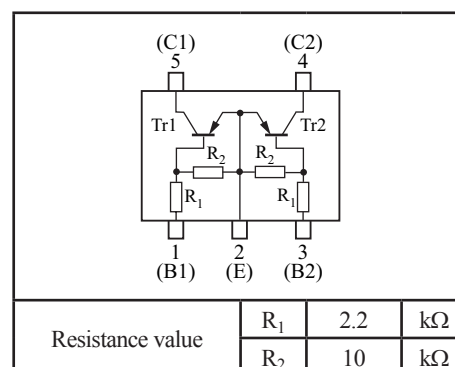 (C1) (C2)
5 4
Tr1 Tr2
R₂ R₂
R₁ R₁
1 2 3
(B1) (E) (B2)
Resistance value
R₁ 2.2 kΩ
R₂ 10 kΩ